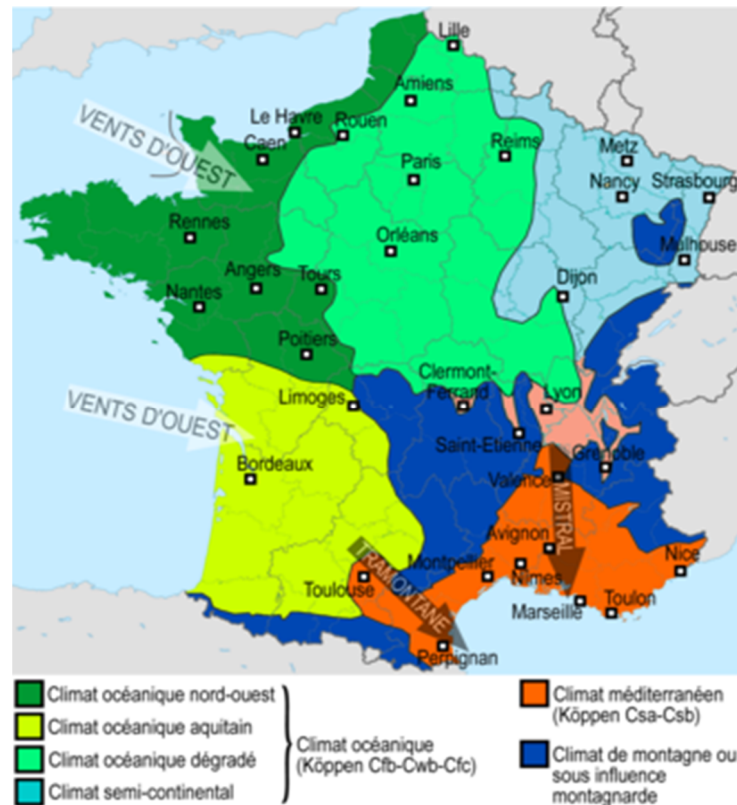 Lille
Amiens
Le Havre
Rouen
VENTS D'OUEST
Caen
Reims
Metz
Paris
Nancy
Strasbourg
Rennes
Orléans
Mulhouse
Angers
Tours
Nantes
Dijon
Poitiers
Clermont-
Ferrand
Limoges
Lyon
VENTS D'OUEST
Saint-Etienne
Grenoble
Bordeaux
Valence
MISTRAL
Avignon
TRAMONTANE
Montpellier
Nîmes
Nice
Toulouse
Marseille
Toulon
Perpignan
Climat océanique nord-ouest
Climat océanique aquitain
Climat océanique dégradé
Climat semi-continental
Climat océanique
(Köppen Cfb-Cwb-Cfc)
Climat méditerranéen
(Köppen Csa-Csb)
Climat de montagne ou
sous influence
montagnarde